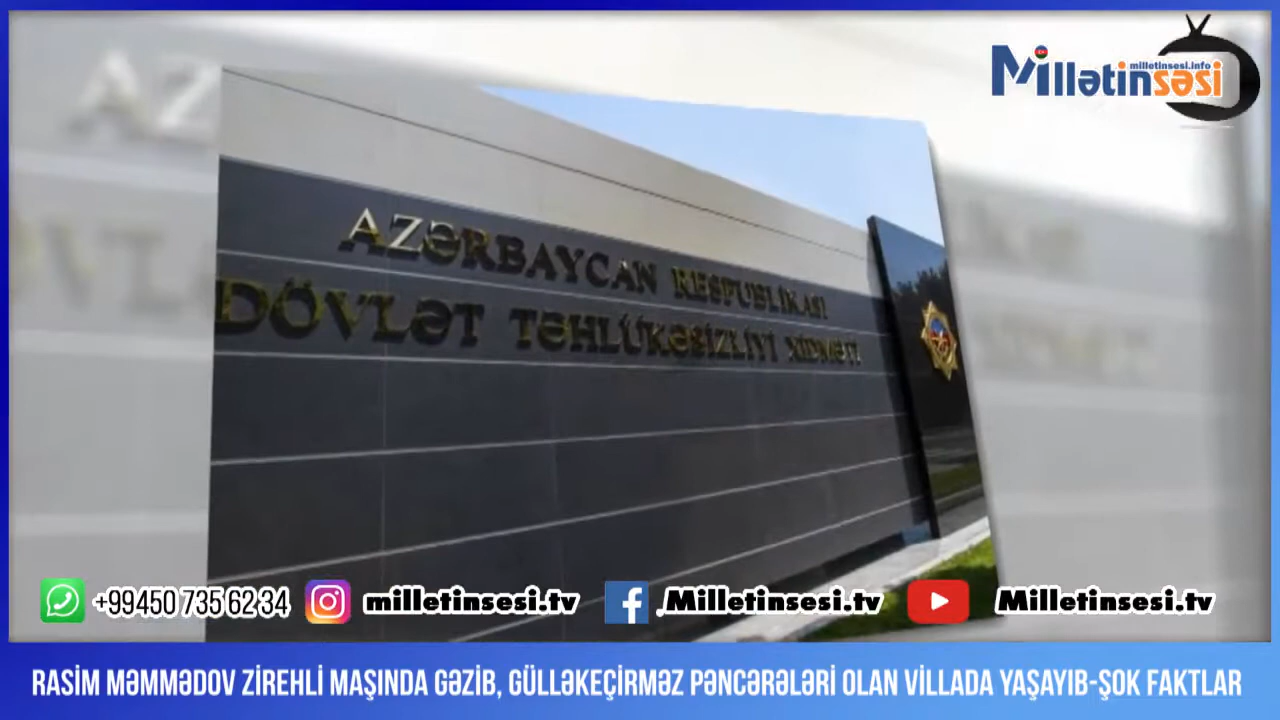 Millətinsəsi
milletinsesi.info
AZƏRBAYCAN RESPUBLİKASI
DÖVLƏT TƏHLÜKƏSİZLİYİ XİDMƏTİ
+99450 735 62 34
milletinsesi.tv
Milletinsesi.tv
Milletinsesi.tv
RASİM MƏMMƏDOV ZİREHLİ MAŞINDA GƏZİB, GÜLLƏKEÇİRMƏZ PƏNCƏRƏLƏRİ OLAN VİLLADA YAŞAYIB-ŞOK FAKTLAR